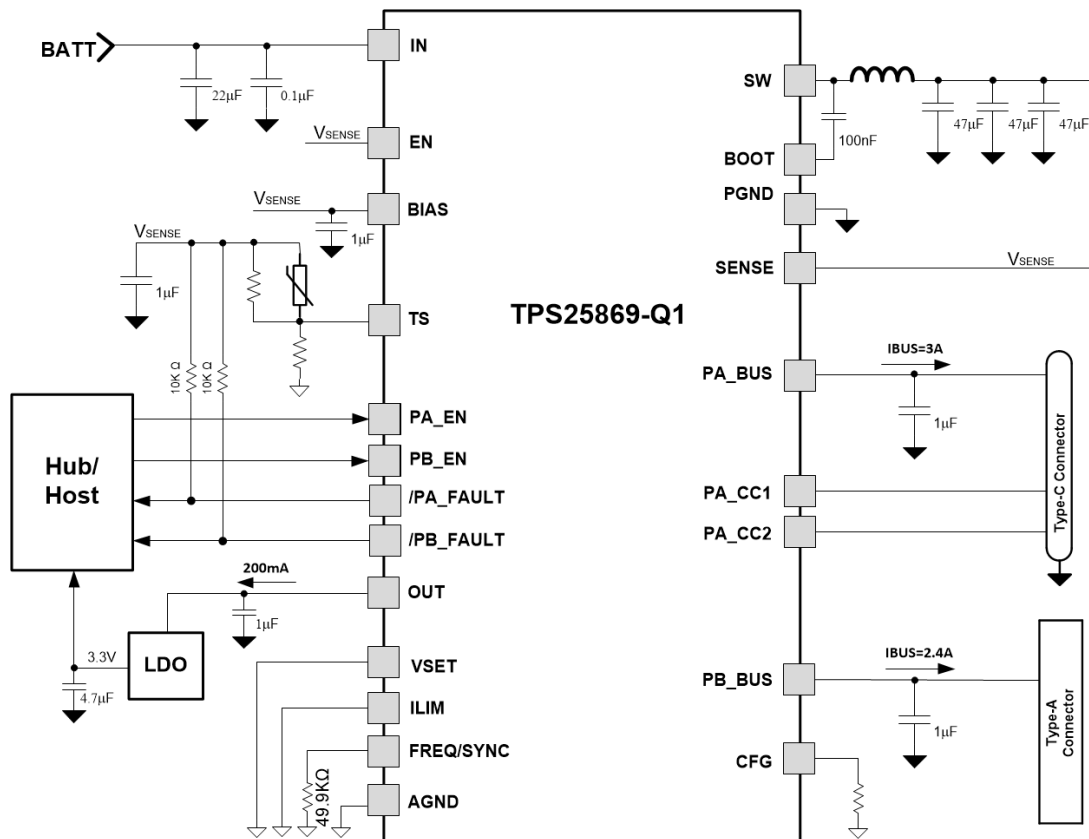 BATT
IN
22µF
0.1µF
VSENSE
EN
VSENSE
BIAS
1µF
VSENSE
1µF
TS
10K Ω
10K Ω
Hub/
Host
PA_EN
PB_EN
/PA_FAULT
/PB_FAULT
200mA
OUT
1µF
LDO
3.3V
4.7µF
VSET
ILIM
FREQ/SYNC
49.9KΩ
AGND
TPS25869-Q1
SW
100nF
47µF
47µF
47µF
BOOT
PGND
SENSE
VSENSE
IBUS=3A
PA_BUS
1µF
PA_CC1
PA_CC2
Type-C Connector
IBUS=2.4A
PB_BUS
1µF
Type-A
Connector
CFG